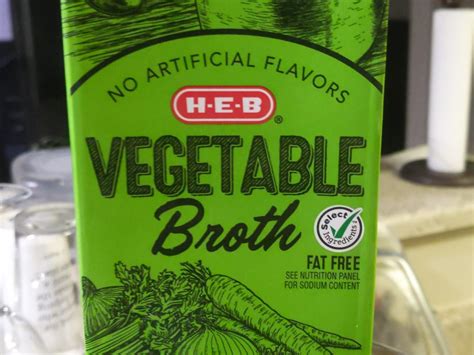 NO ARTIFICIAL FLAVORS
H-E-B®
VEGETABLE
Broth
Select
Ingredients
FAT FREE
SEE NUTRITION PANEL
FOR SODIUM CONTENT